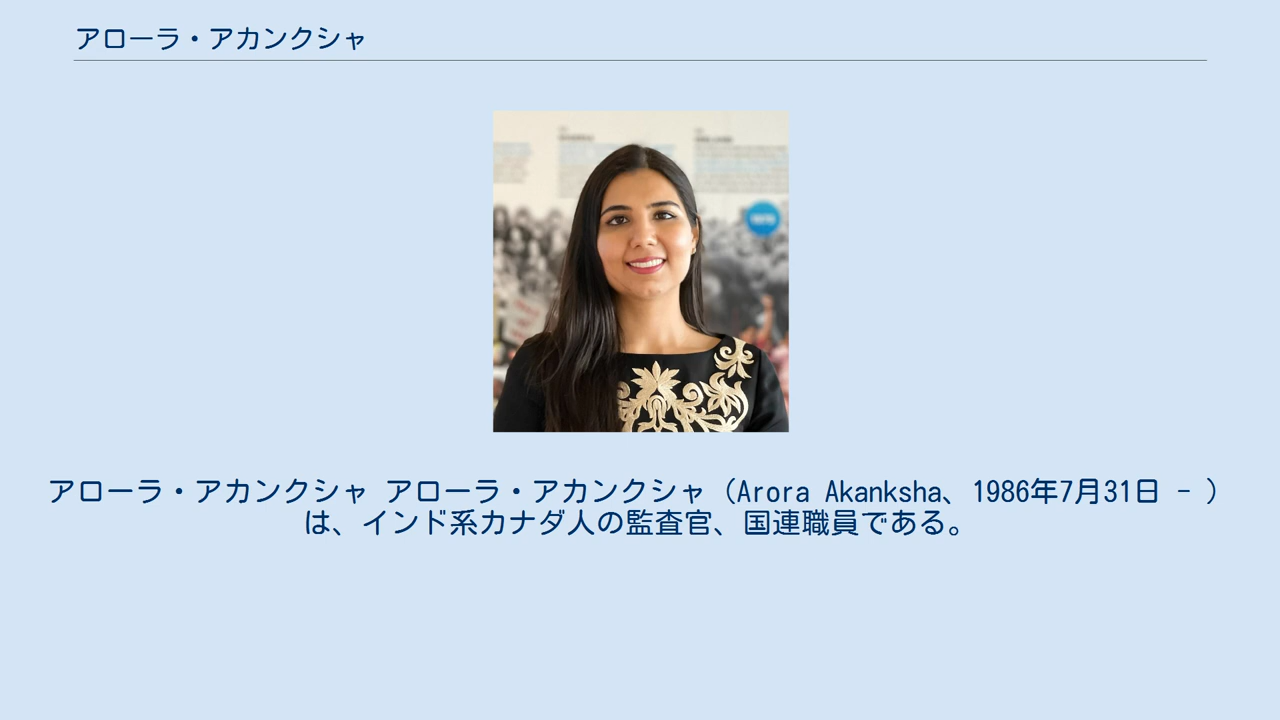 アローラ・アカンクシャ
アローラ・アカンクシャ アローラ・アカンクシャ（Arora Akanksha、1986年7月31日 - ）
は、インド系カナダ人の監査官、国連職員である。